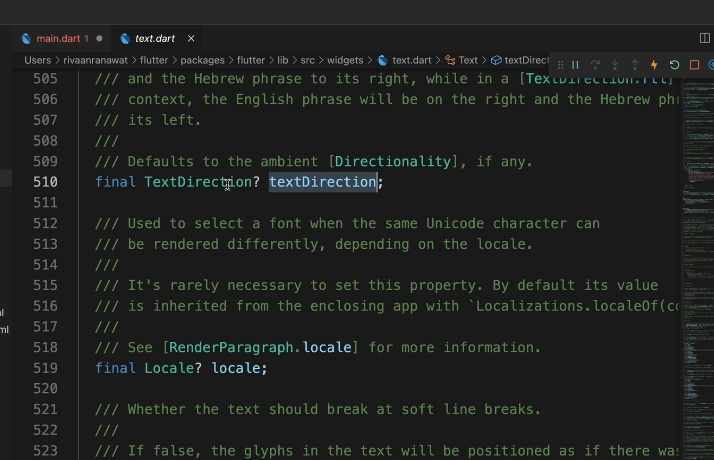 main.dart 1
text.dart
Users > rivaanranawat > flutter > packages > flutter > lib > src > widgets > text.dart > Text > textDirect
505 /// and the Hebrew phrase to its right, while in a [TextDirection.rtl]
506 /// context, the English phrase will be on the right and the Hebrew phr
507 /// its left.
508 ///
509 /// Defaults to the ambient [Directionality], if any.
510 final TextDirection? textDirection;
511
512 /// Used to select a font when the same Unicode character can
513 /// be rendered differently, depending on the locale.
514 ///
515 /// It's rarely necessary to set this property. By default its value
516 /// is inherited from the enclosing app with `Localizations.localeOf(co
517 ///
518 /// See [RenderParagraph.locale] for more information.
519 final Locale? locale;
520
521 /// Whether the text should break at soft line breaks.
522 ///
523 /// If false, the glyphs in the text will be positioned as if there was
ml